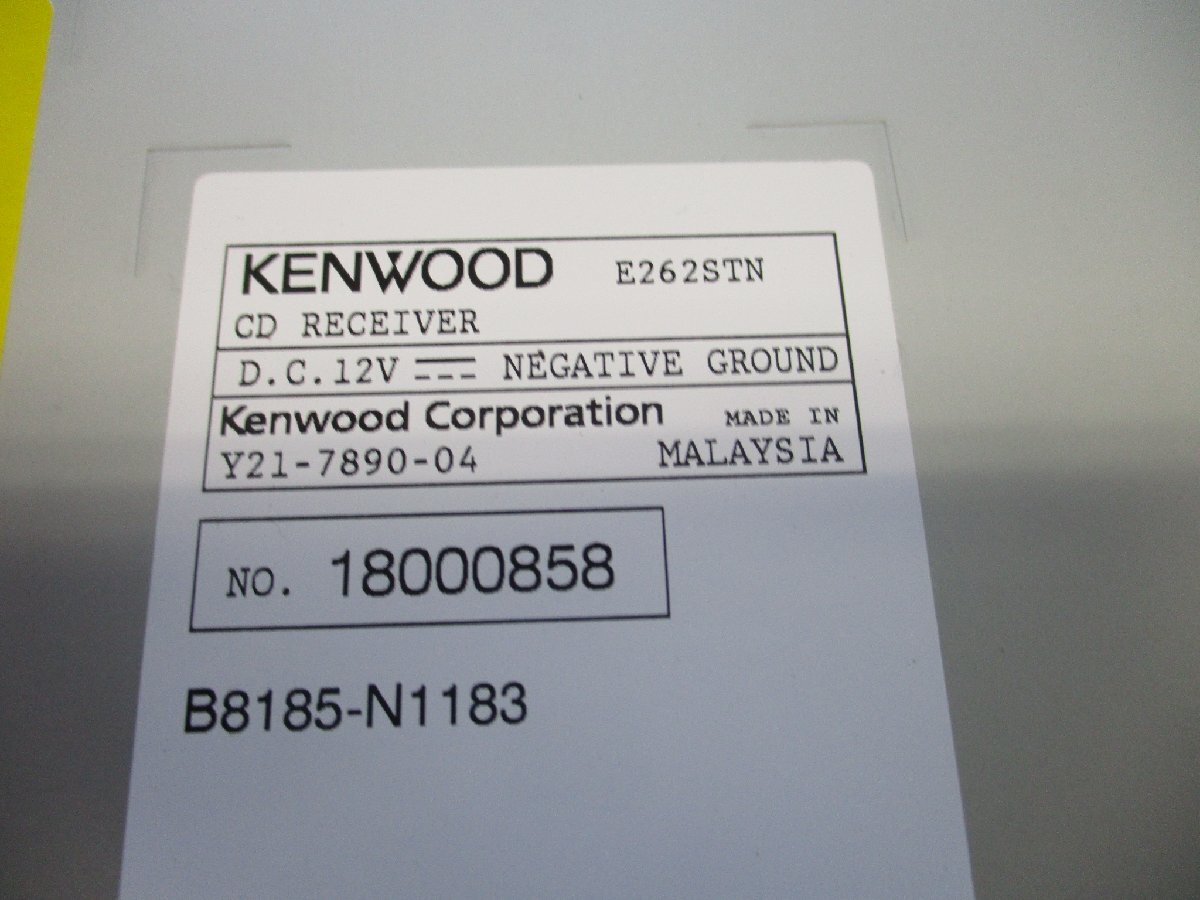 KENWOOD E262STN
CD RECEIVER
D.C.12V NEGATIVE GROUND
Kenwood Corporation MADE IN
Y21-7890-04 MALAYSIA
NO. 18000858
B8185-N1183